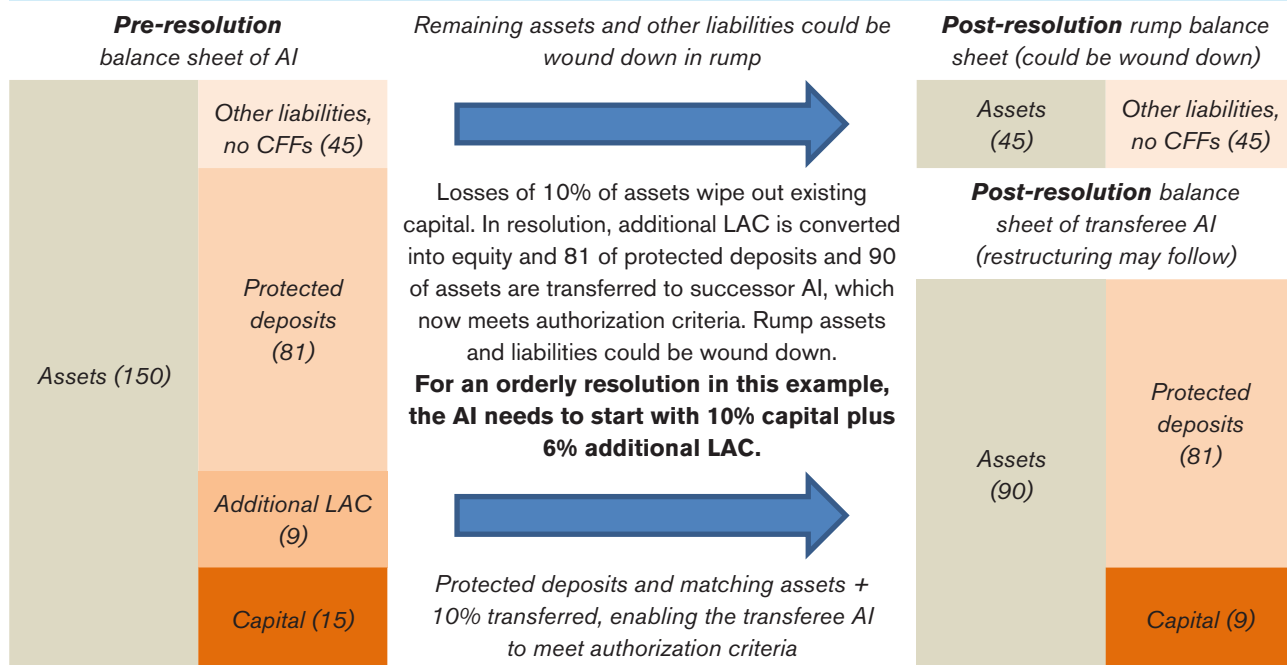 Pre-resolution
balance sheet of AI
Assets (150)
Other liabilities,
no CFFs (45)
Protected
deposits
(81)
Additional LAC
(9)
Capital (15)
Remaining assets and other liabilities could be
wound down in rump
Losses of 10% of assets wipe out existing
capital. In resolution, additional LAC is converted
into equity and 81 of protected deposits and 90
of assets are transferred to successor AI, which
now meets authorization criteria. Rump assets
and liabilities could be wound down.
For an orderly resolution in this example,
the AI needs to start with 10% capital plus
6% additional LAC.
Protected deposits and matching assets +
10% transferred, enabling the transferee AI
to meet authorization criteria
Post-resolution rump balance
sheet (could be wound down)
Assets
(45)
Other liabilities,
no CFFs (45)
Post-resolution balance
sheet of transferee AI
(restructuring may follow)
Assets
(90)
Protected
deposits
(81)
Capital (9)